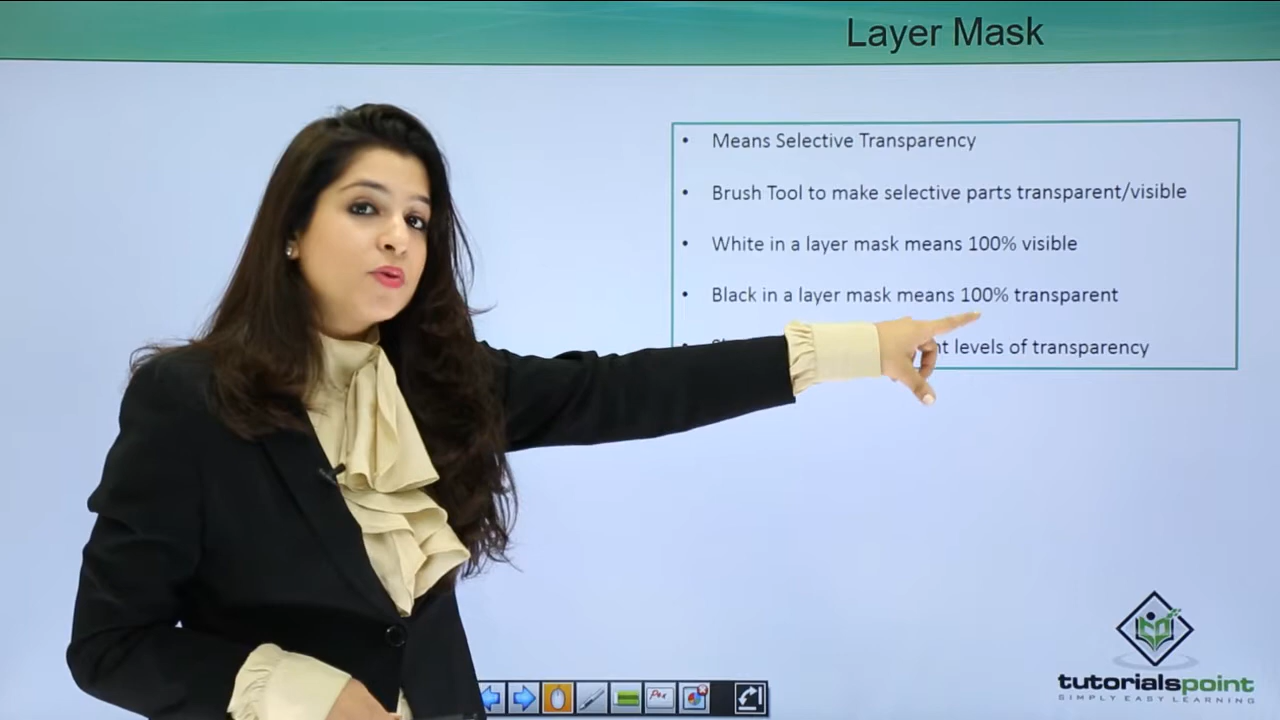 Layer Mask
• Means Selective Transparency
• Brush Tool to make selective parts transparent/visible
• White in a layer mask means 100% visible
• Black in a layer mask means 100% transparent
• levels of transparency
Pen
tutorialspoint
SIMPLY EASY LEARNING